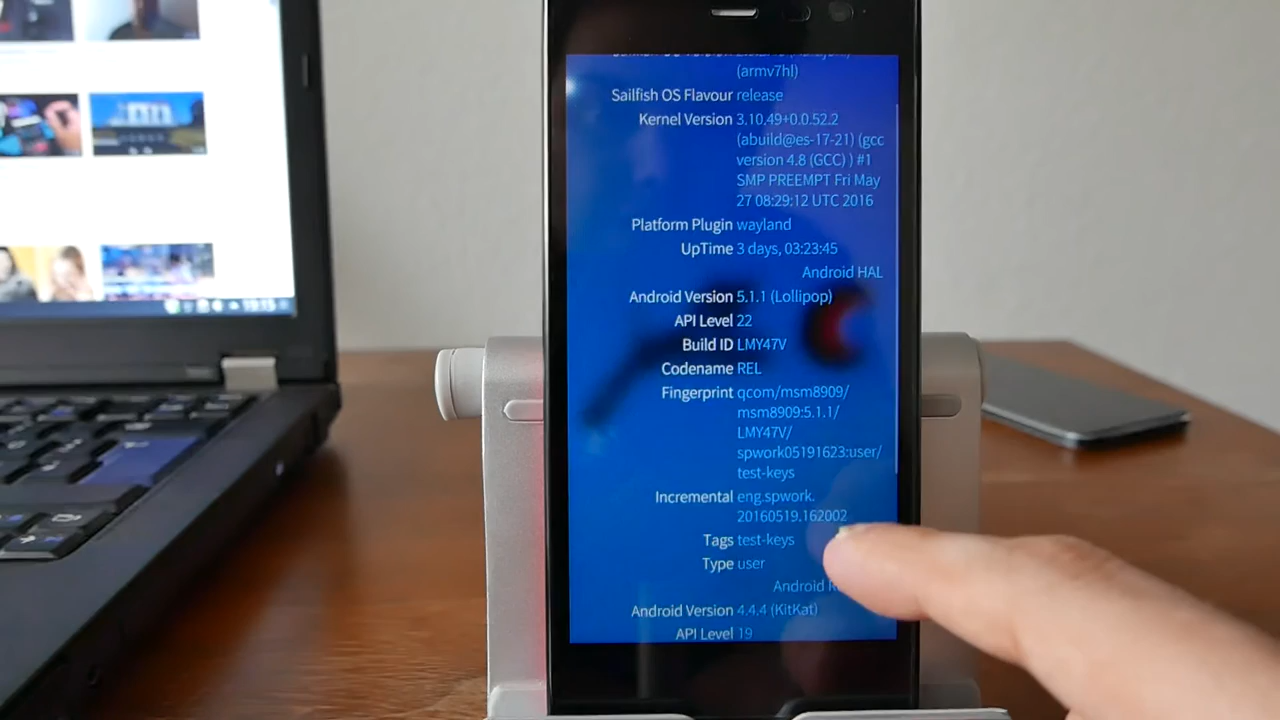 (armv7hl)
Sailfish OS Flavour release
Kernel Version 3.10.49+0.0.52.2
(abuild@es-17-21) (gcc
version 4.8 (GCC) ) #1
SMP PREEMPT Fri May
27 08:29:12 UTC 2016
Platform Plugin wayland
UpTime 3 days, 03:23:45
Android HAL
Android Version 5.1.1 (Lollipop)
API Level 22
Build ID LMY47V
Codename REL
Fingerprint qcom/msm8909/
msm8909:5.1.1/
LMY47V/
spwork05191623:user/
test-keys
Incremental eng.spwork.
20160519.162002
Tags test-keys
Type user
Android
Android Version 4.4.4 (KitKat)
API Level 19